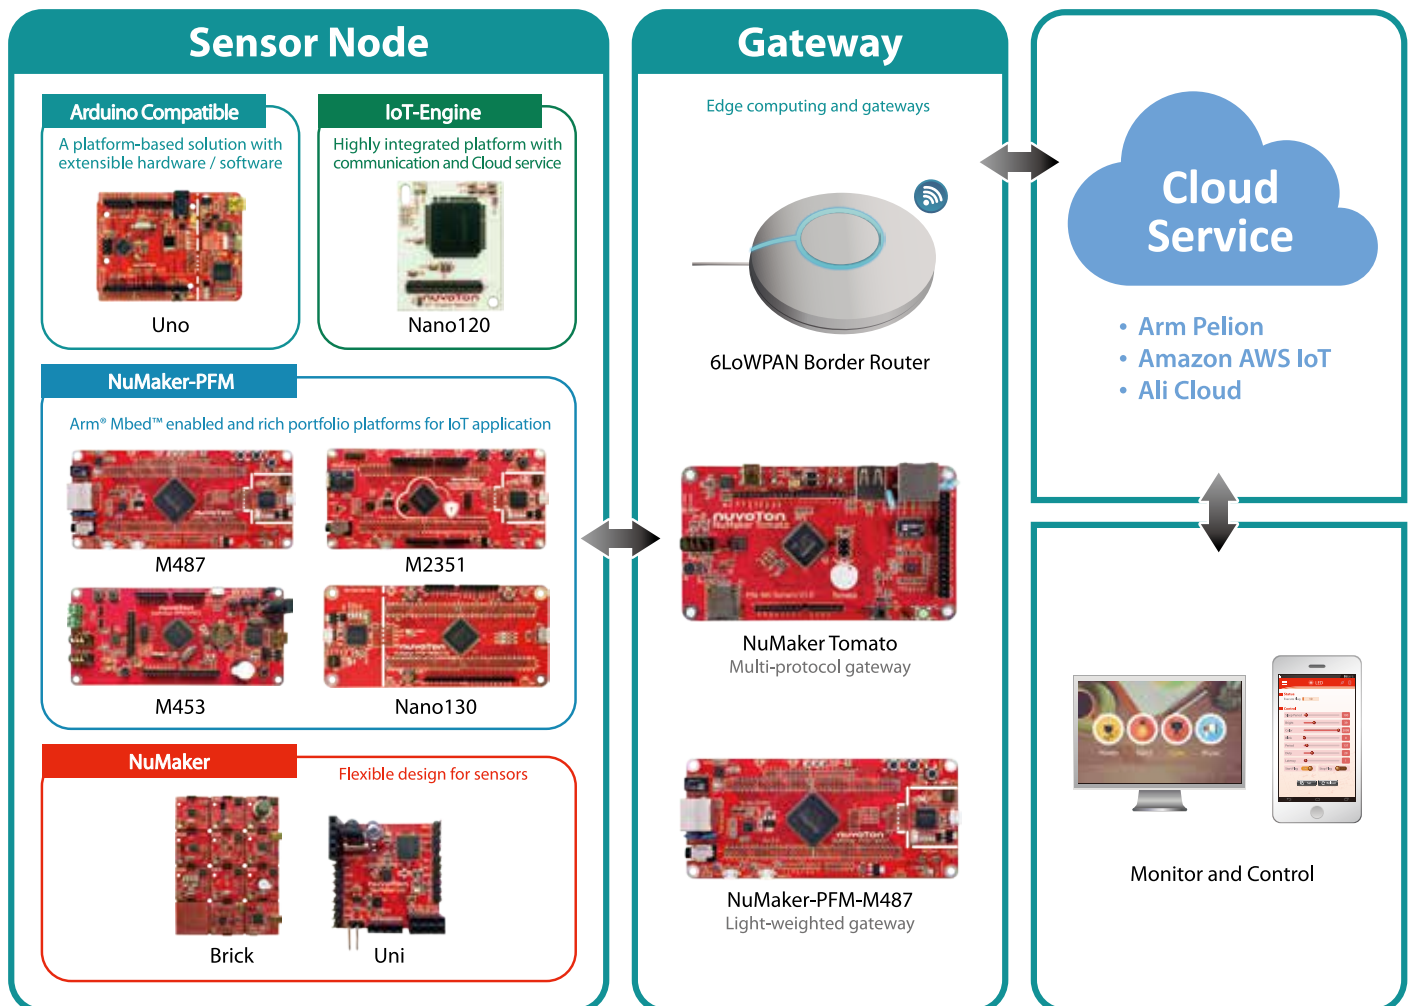 Sensor Node
Arduino Compatible
A platform-based solution with
extensible hardware / software
Uno
IoT-Engine
Highly integrated platform with
communication and Cloud service
nuvoTon
Nano120
NuMaker-PFM
Arm® Mbed™ enabled and rich portfolio platforms for IoT application
M487
M2351
M453
Nano130
NuMaker
Flexible design for sensors
Brick
Uni
Gateway
Edge computing and gateways
6LoWPAN Border Router
nuvoTon
NuMaker Tomato
NuMaker Tomato
Multi-protocol gateway
NuMaker-PFM-M487
Light-weighted gateway
Cloud
Service
• Arm Pelion
• Amazon AWS IoT
• Ali Cloud
Monitor and Control